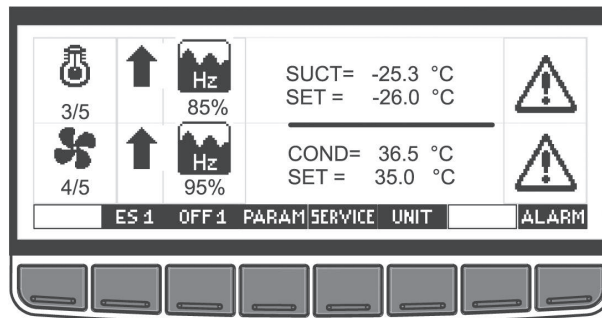 Hz SUCT= -25.3 °C
3/5 85% SET = -26.0 °C
Hz COND= 36.5 °C
4/5 95% SET = 35.0 °C
ES 1 OFF 1 PARAM SERVICE UNIT ALARM